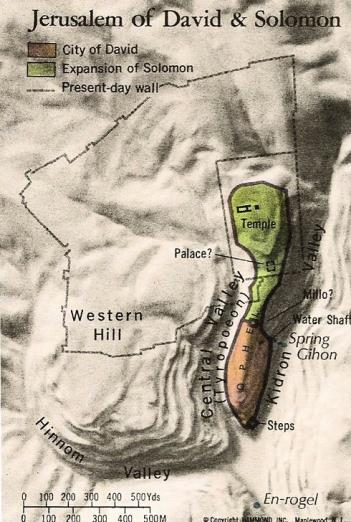 Jerusalem of David & Solomon
City of David
Expansion of Solomon
Present-day wall
Temple
Palace?
Valley
Millo?
Water Shaft
Spring
Gihon
Western
Hill
Central Valley
(Tyropoeon)
OPHEL
Kidron
Steps
Hinnom
Valley
En-rogel
0 100 200 300 400 500 Yds
0 100 200 300 400 500 M
© Copyright HAMMOND INC., Maplewood, N.J.